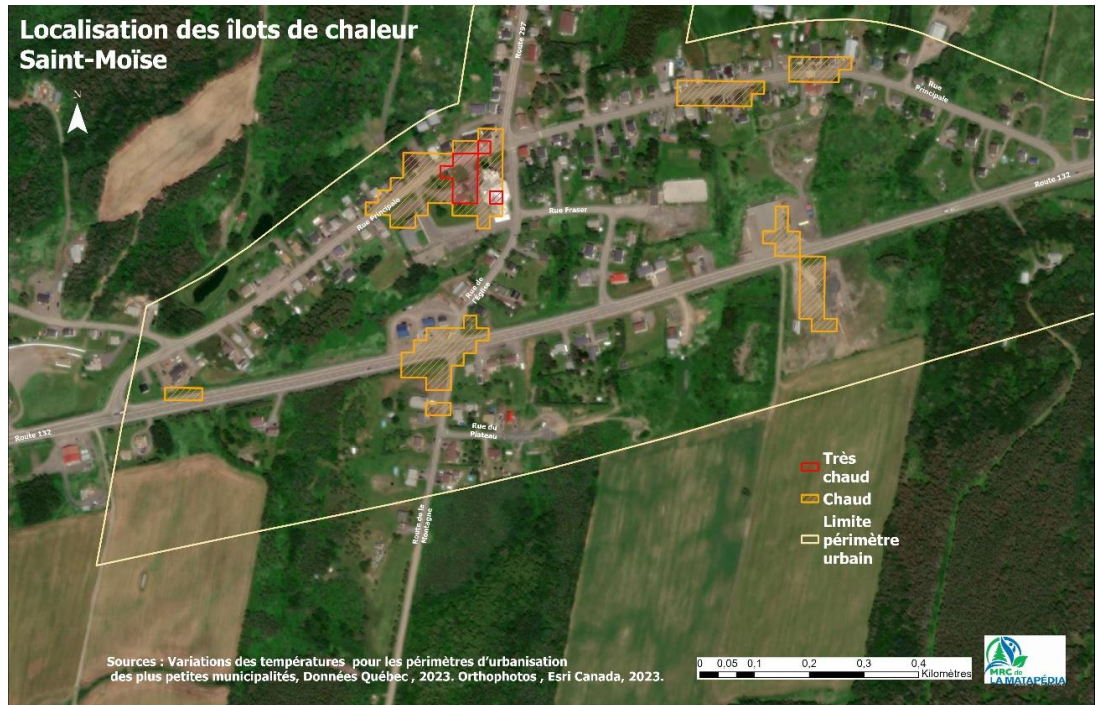 Localisation des îlots de chaleur
Saint-Moïse
N
Route 297
Rue
Principale
Route 132
Rue Principale
Rue Fraser
Rue de
l'Église
Rue du
Plateau
Route 132
Route de la
Montagne
Très
chaud
Chaud
Limite
périmètre
urbain
Sources : Variations des températures pour les périmètres d'urbanisation
des plus petites municipalités, Données Québec , 2023. Orthophotos , Esri Canada, 2023.
0 0,05 0,1 0,2 0,3 0,4
Kilomètres
MRC de
LA MATAPÉDIA